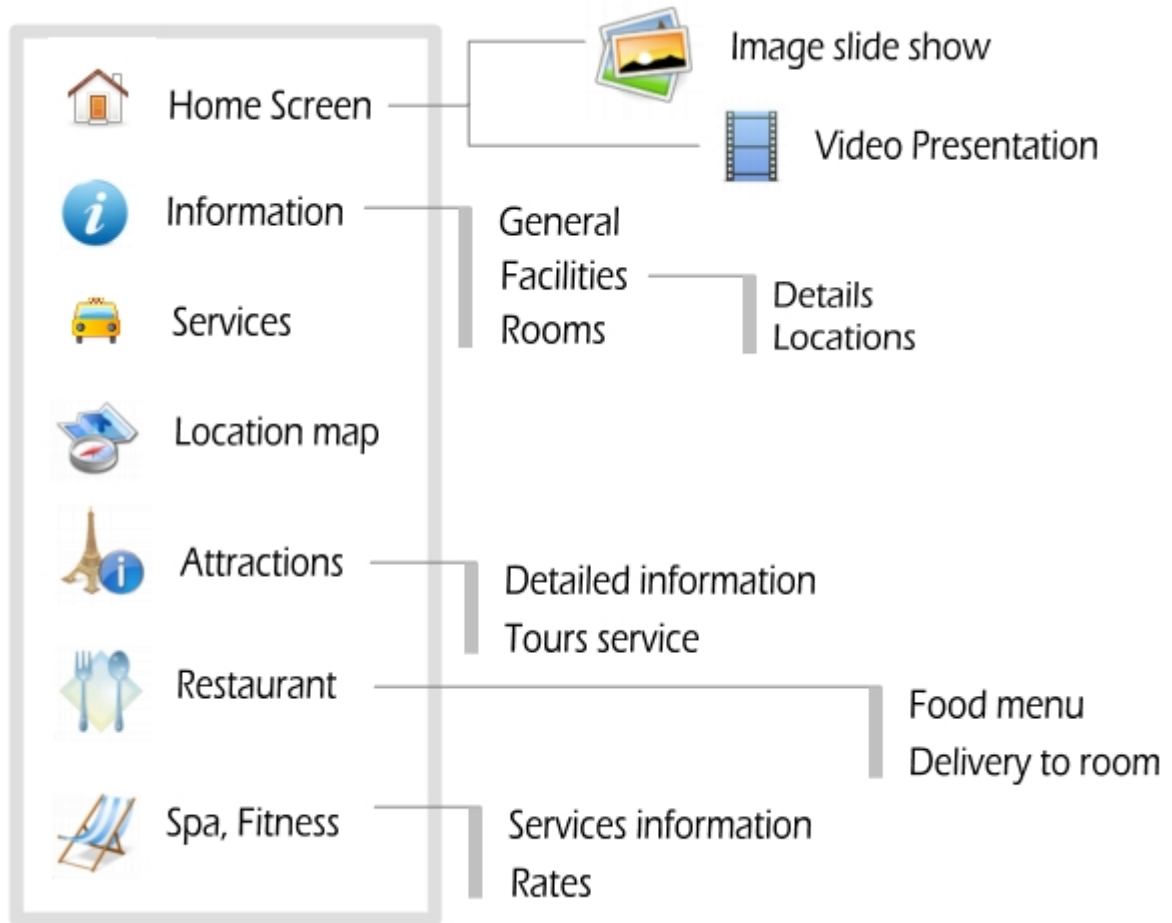 Image slide show
Home Screen
Video Presentation
Information
General
Facilities
Rooms
Details
Locations
Services
Location map
Attractions
Detailed information
Tours service
Restaurant
Food menu
Delivery to room
Spa, Fitness
Services information
Rates